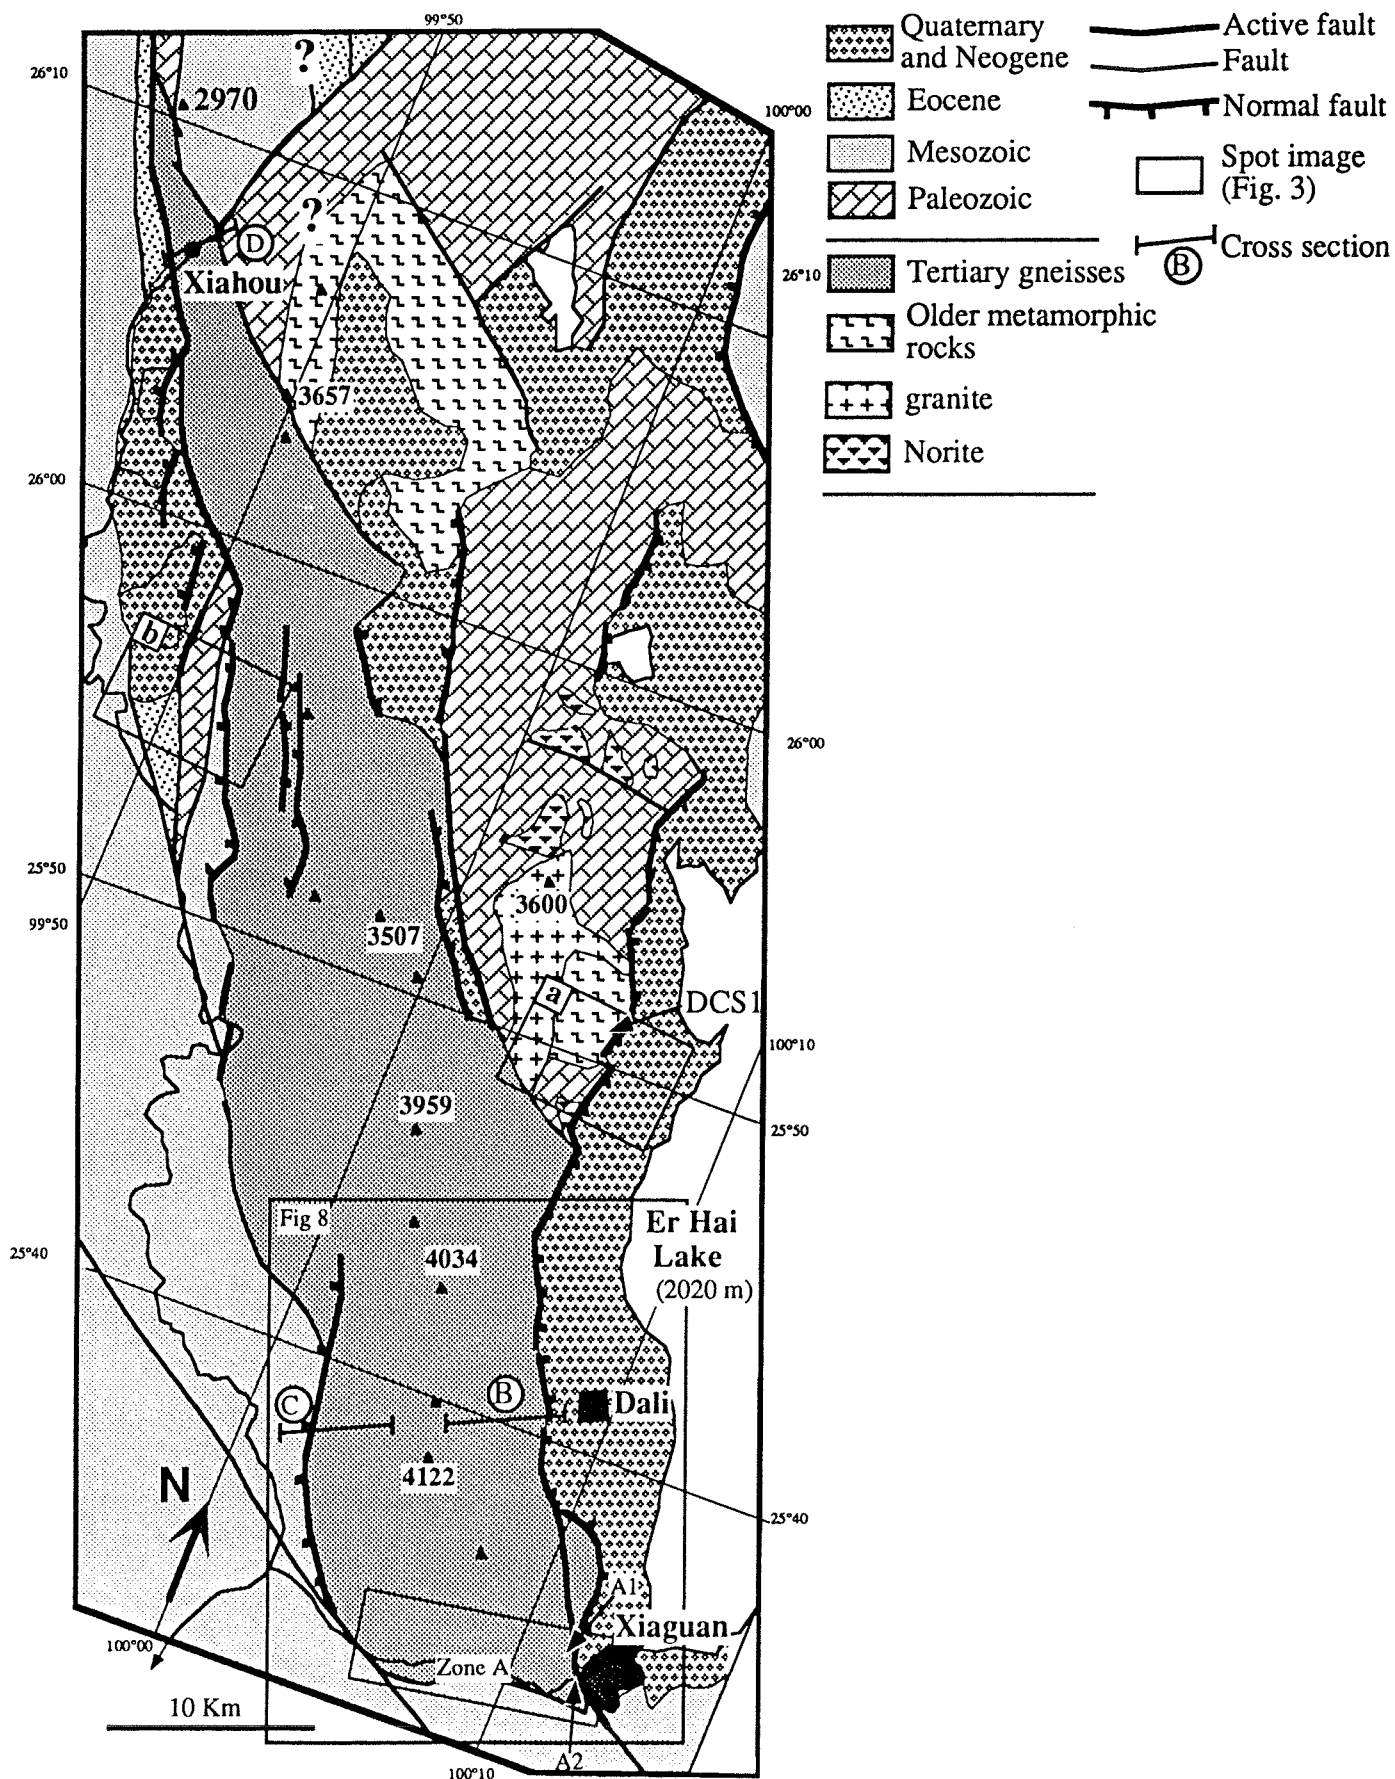 99°50
26°10
2970
?
100°00
?
D
Xiahou
26°10
3657
26°00
b
26°00
25°50
3600
99°50
3507
a
DCS1
100°10
3959
25°50
Fig 8
Er Hai
Lake
(2020 m)
25°40
4034
C
B
Dali
4122
N
25°40
A1
Xiaguan
100°00
Zone A
10 Km
A2
100°10
Quaternary
and Neogene
Eocene
Mesozoic
Paleozoic
Tertiary gneisses
Older metamorphic
rocks
granite
Norite
Active fault
Fault
Normal fault
Spot image
(Fig. 3)
Cross section
B